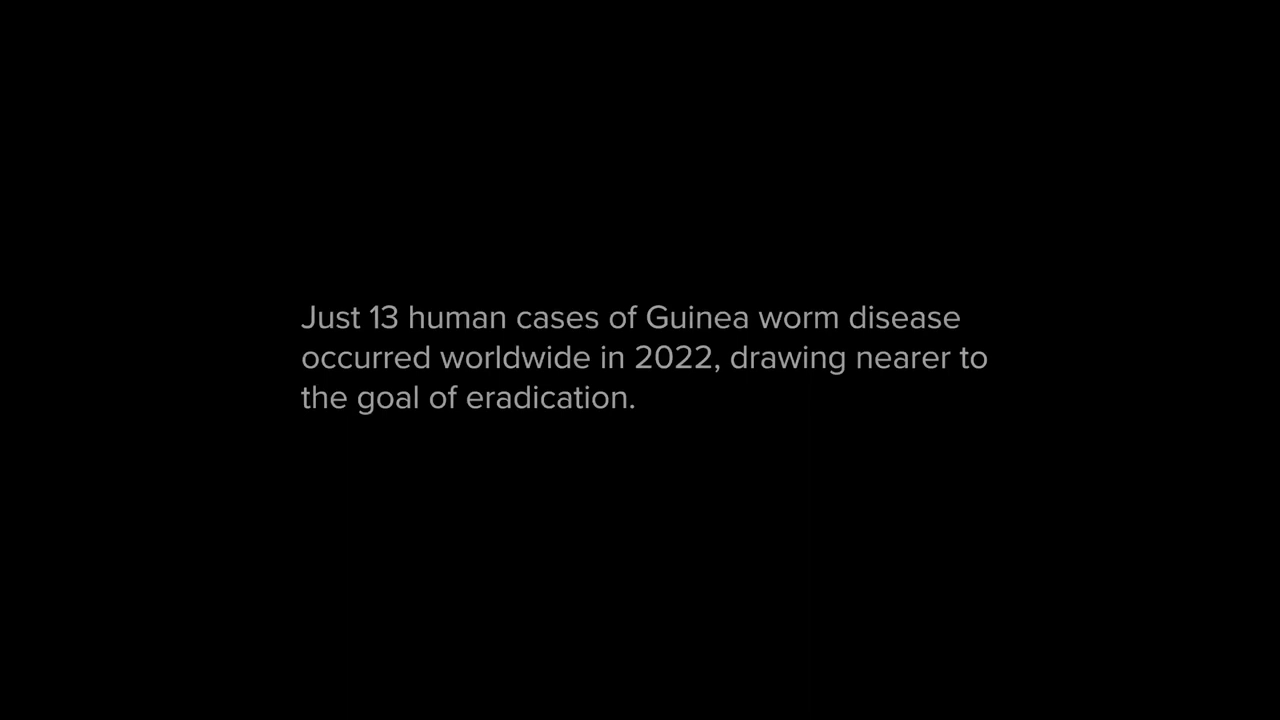 Just 13 human cases of Guinea worm disease
occurred worldwide in 2022, drawing nearer to
the goal of eradication.